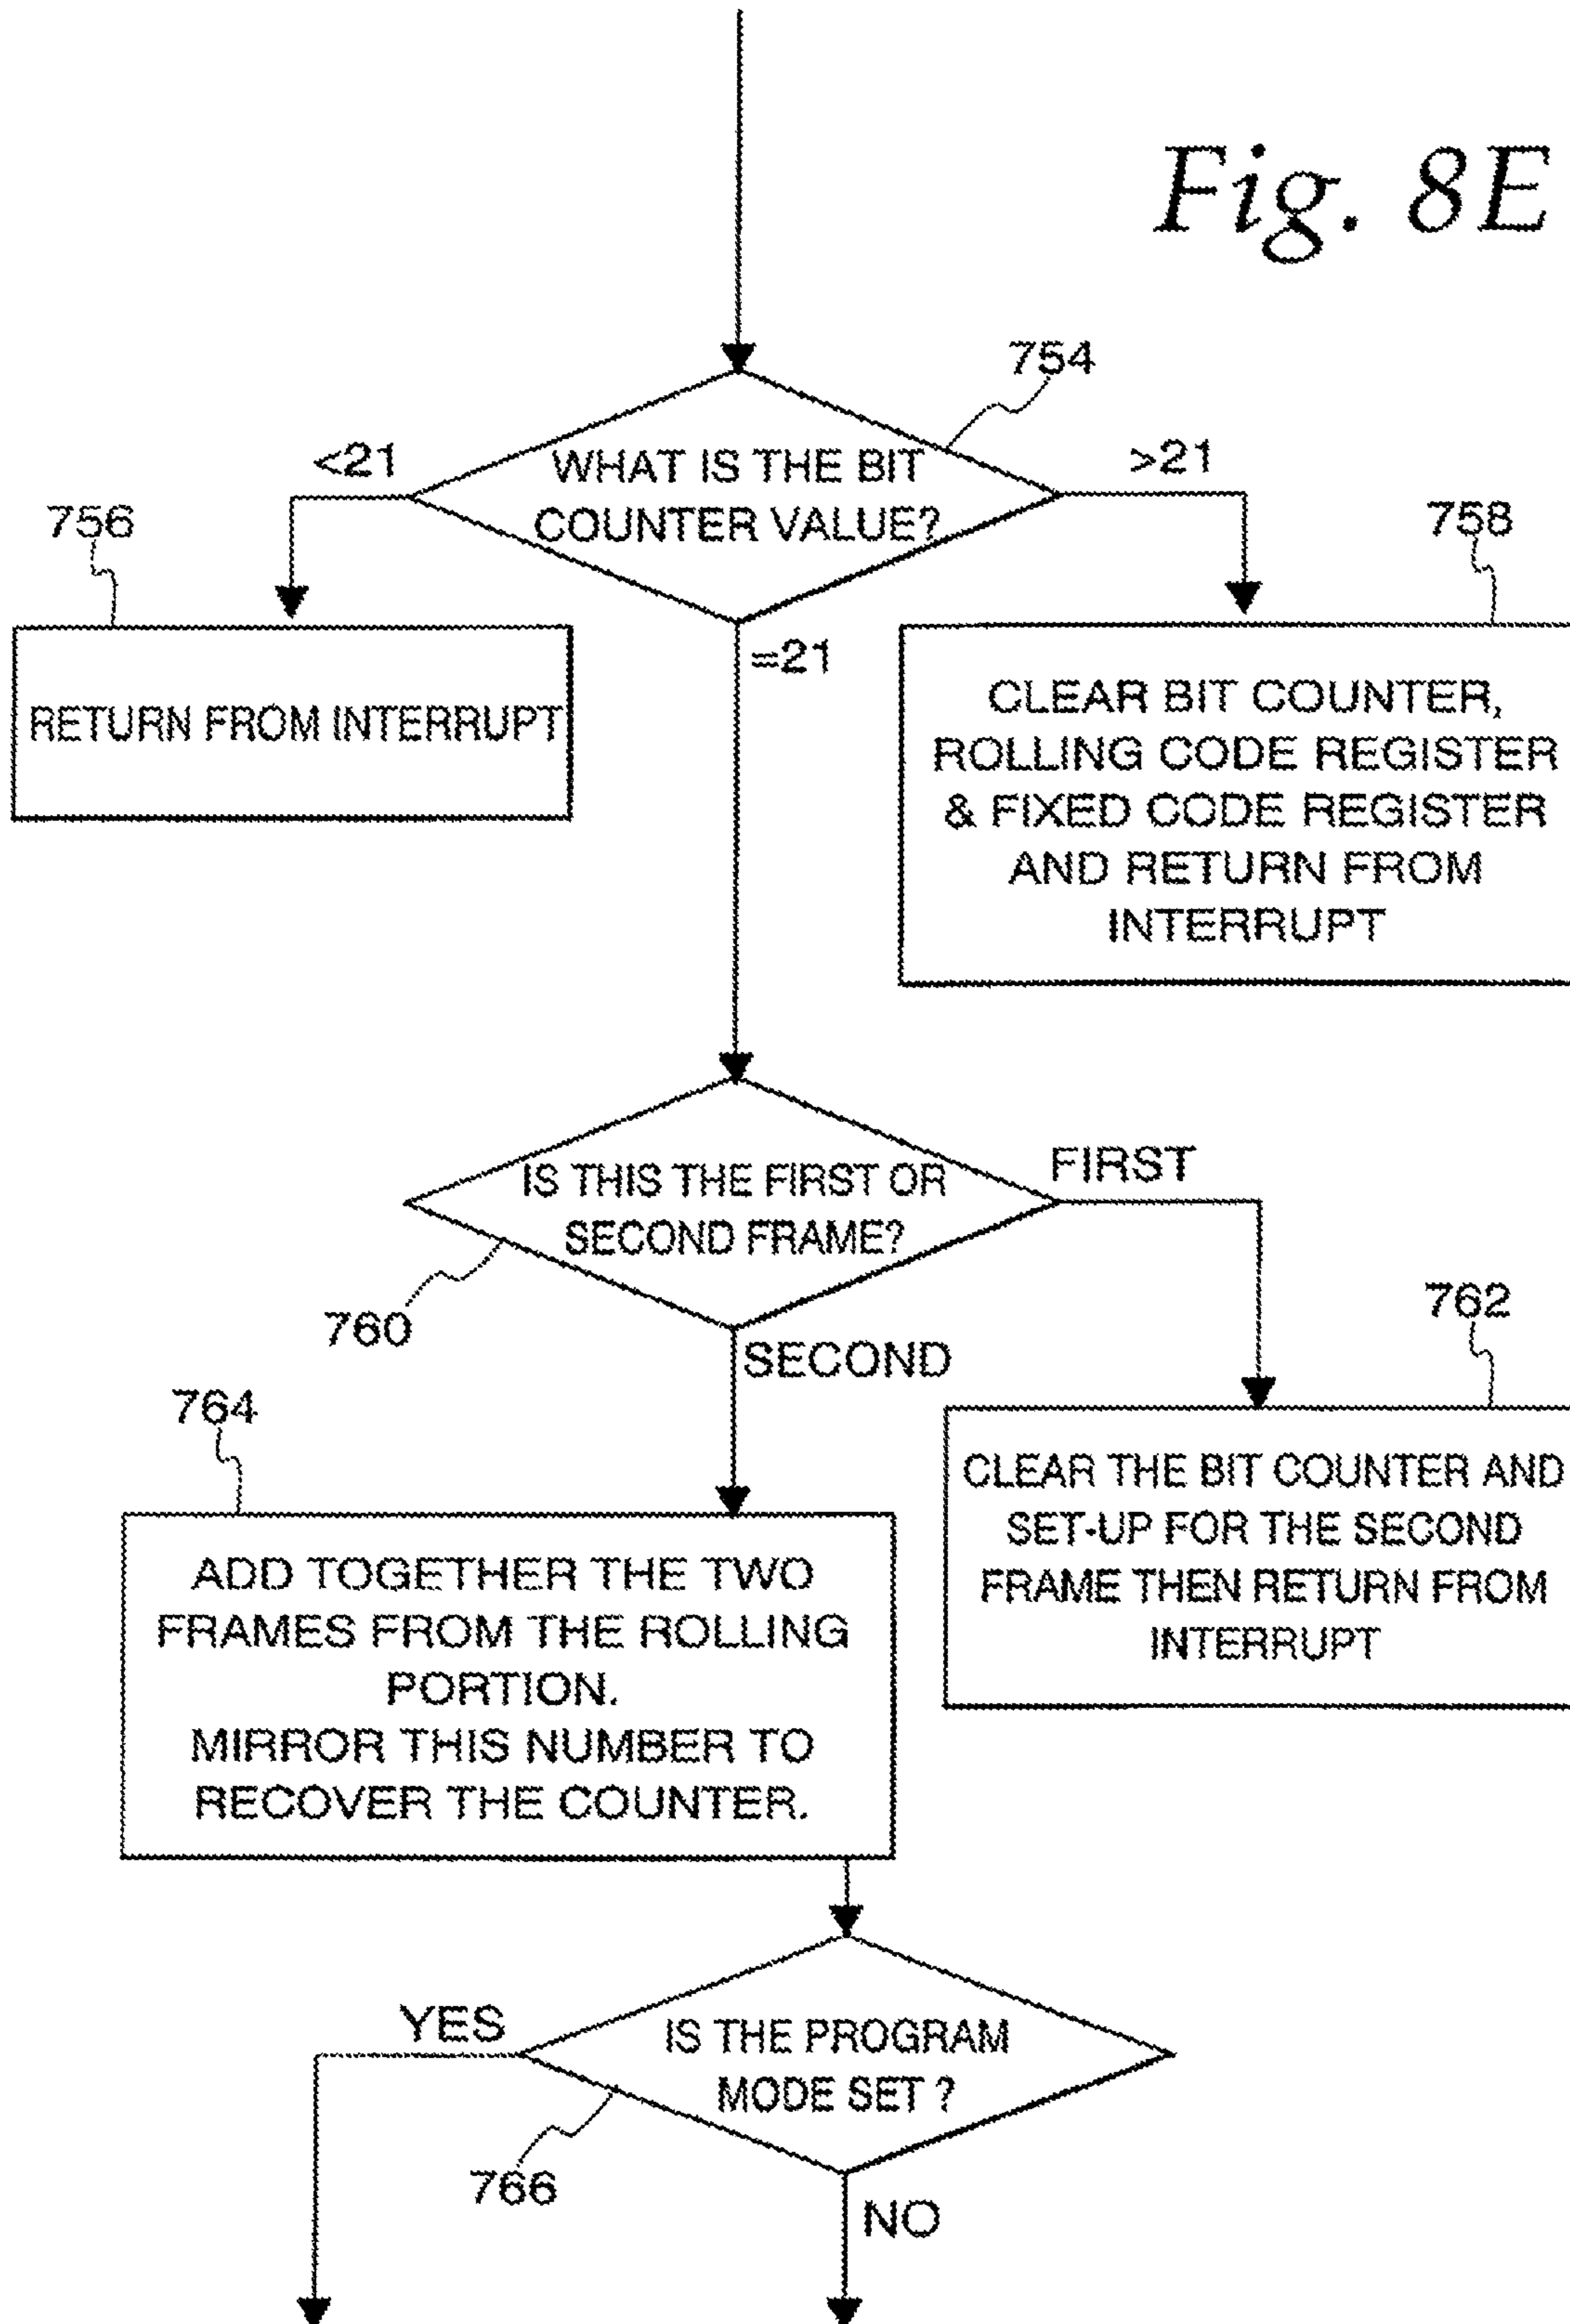 Fig. 8E
754
<21
WHAT IS THE BIT
COUNTER VALUE?
>21
756
758
=21
RETURN FROM INTERRUPT
CLEAR BIT COUNTER,
ROLLING CODE REGISTER
& FIXED CODE REGISTER
AND RETURN FROM
INTERRUPT
IS THIS THE FIRST OR
SECOND FRAME?
FIRST
760
SECOND
762
764
CLEAR THE BIT COUNTER AND
SET-UP FOR THE SECOND
FRAME THEN RETURN FROM
INTERRUPT
ADD TOGETHER THE TWO
FRAMES FROM THE ROLLING
PORTION.
MIRROR THIS NUMBER TO
RECOVER THE COUNTER.
YES
IS THE PROGRAM
MODE SET ?
766
NO